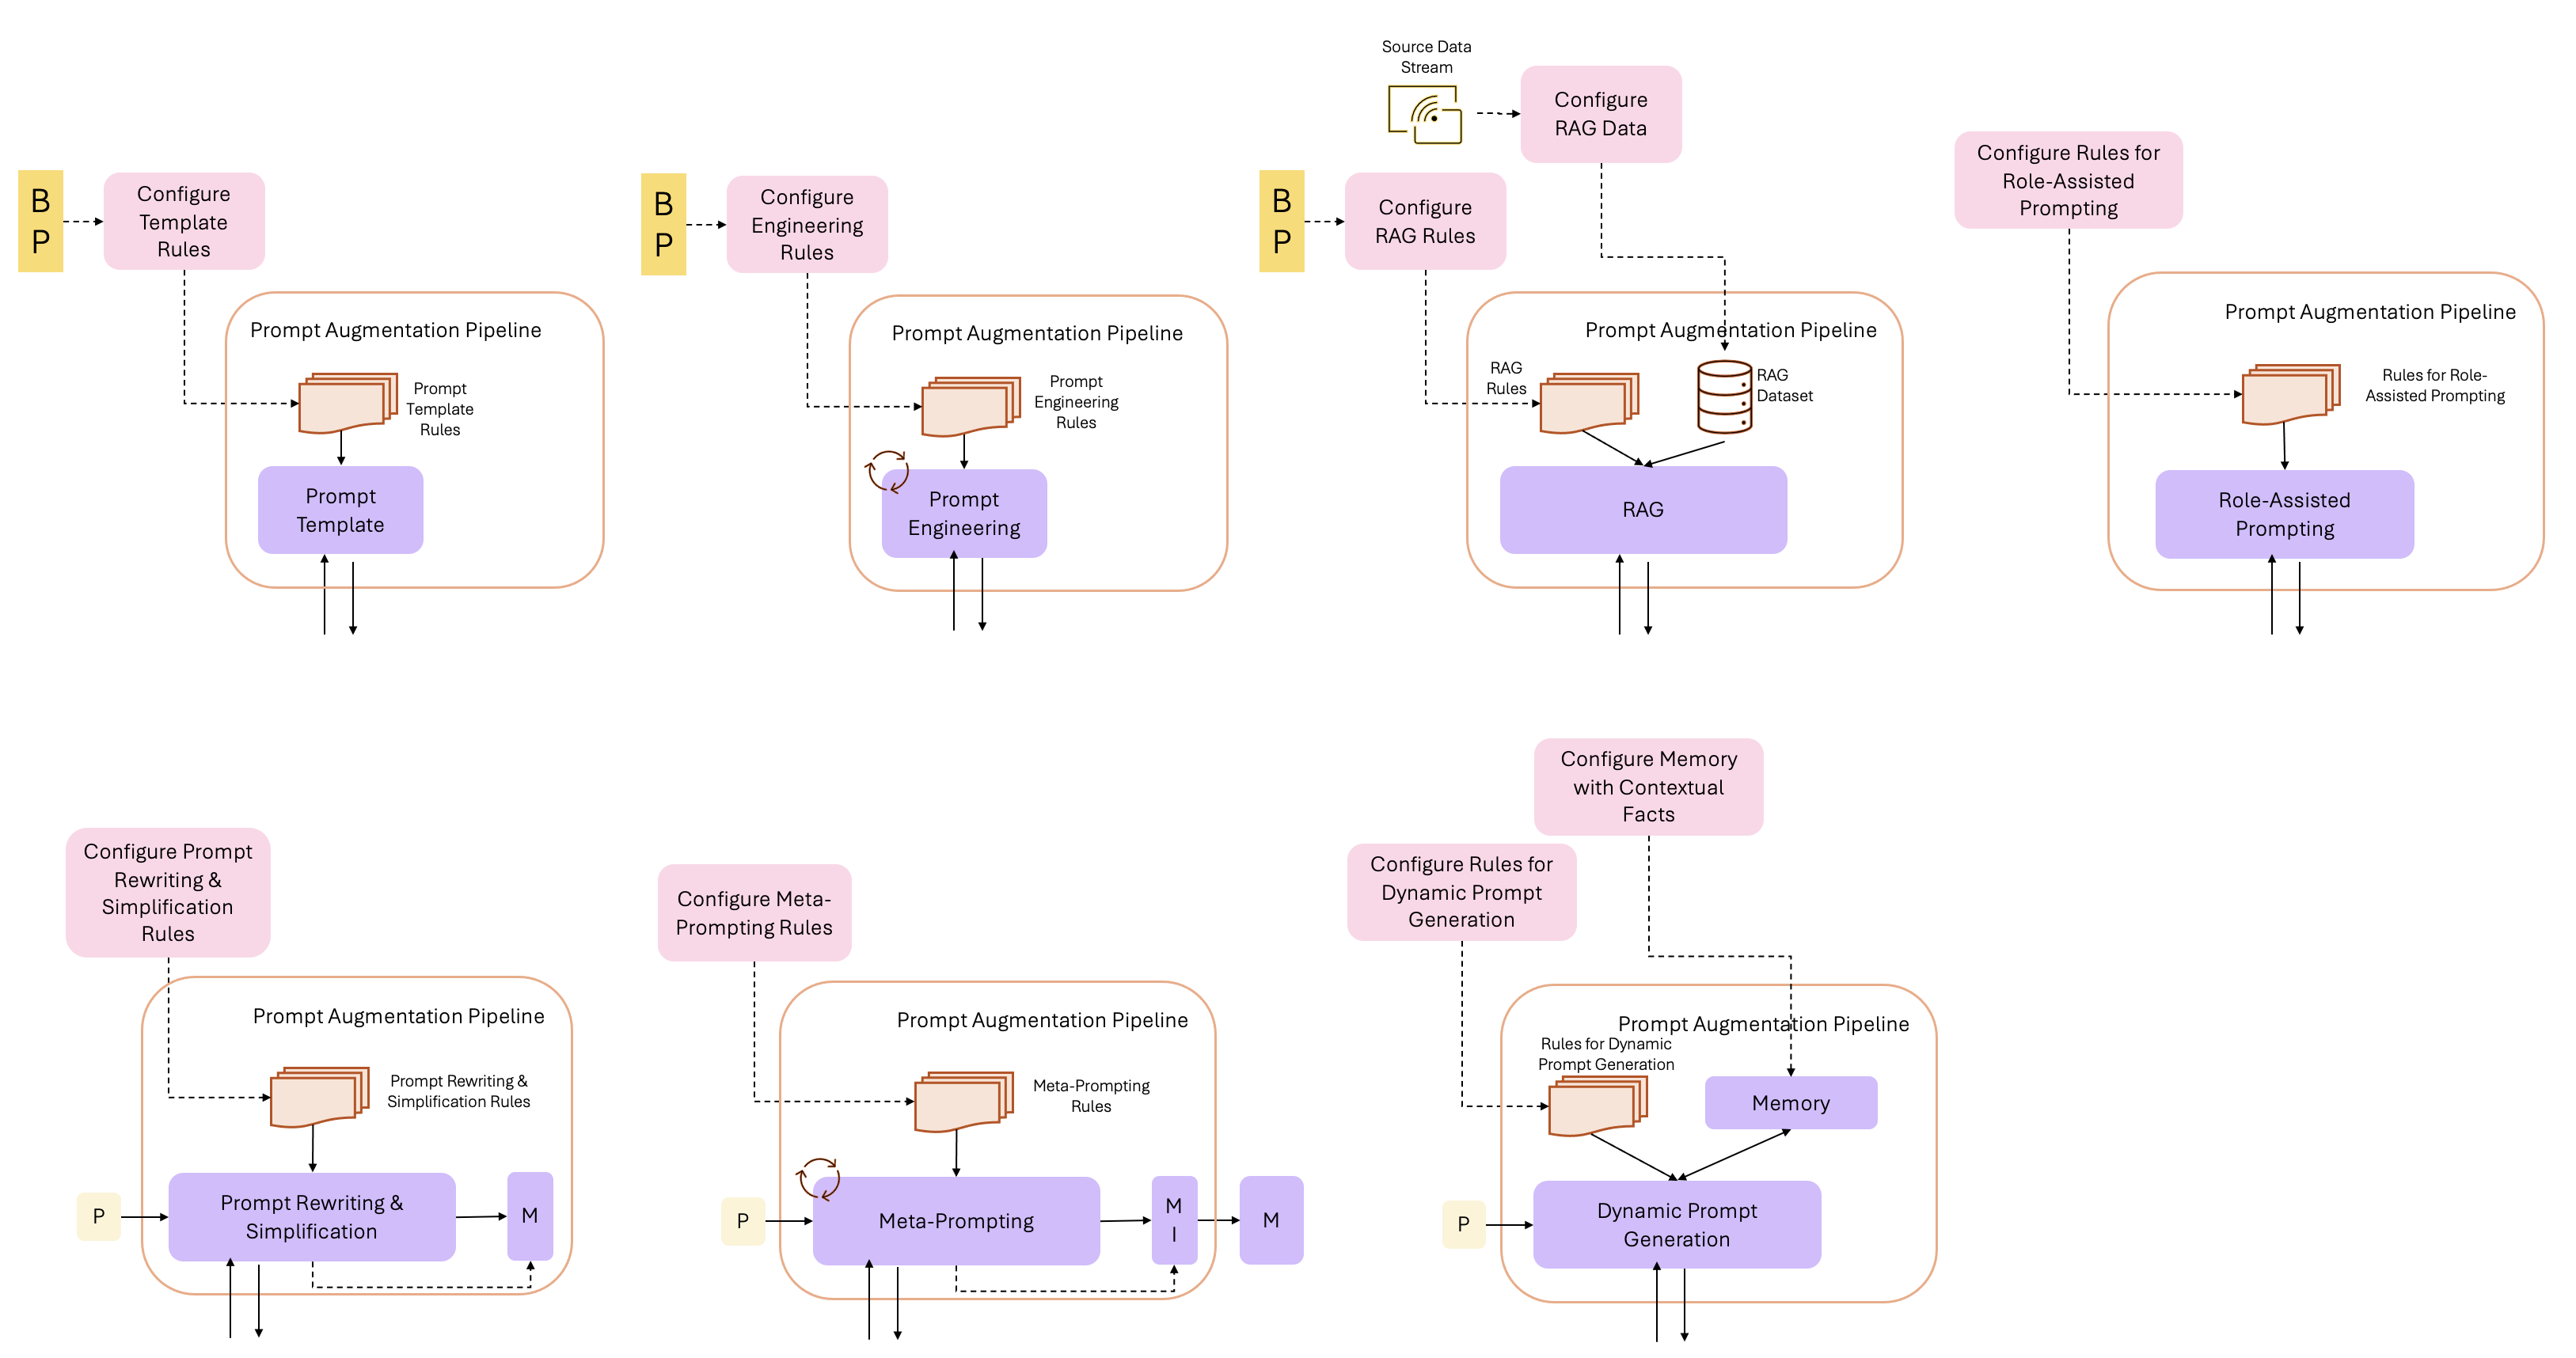 B
P
Configure
Template
Rules
Prompt Augmentation Pipeline
Prompt
Template
Rules
Prompt
Template
B
P
Configure
Engineering
Rules
Prompt Augmentation Pipeline
Prompt
Engineering
Rules
Prompt
Engineering
Source Data
Stream
Configure
RAG Data
B
P
Configure
RAG Rules
Prompt Augmentation Pipeline
RAG
Rules
RAG
Dataset
RAG
Configure Rules for
Role-Assisted
Prompting
Prompt Augmentation Pipeline
Rules for Role-
Assisted Prompting
Role-Assisted
Prompting
Configure Prompt
Rewriting &
Simplification
Rules
Prompt Augmentation Pipeline
Prompt Rewriting &
Simplification Rules
P
Prompt Rewriting &
Simplification
M
Configure Meta-
Prompting Rules
Prompt Augmentation Pipeline
Meta-Prompting
Rules
P
Meta-Prompting
M
I
M
Configure Memory
with Contextual
Facts
Configure Rules for
Dynamic Prompt
Generation
Prompt Augmentation Pipeline
Rules for Dynamic
Prompt Generation
Memory
P
Dynamic Prompt
Generation